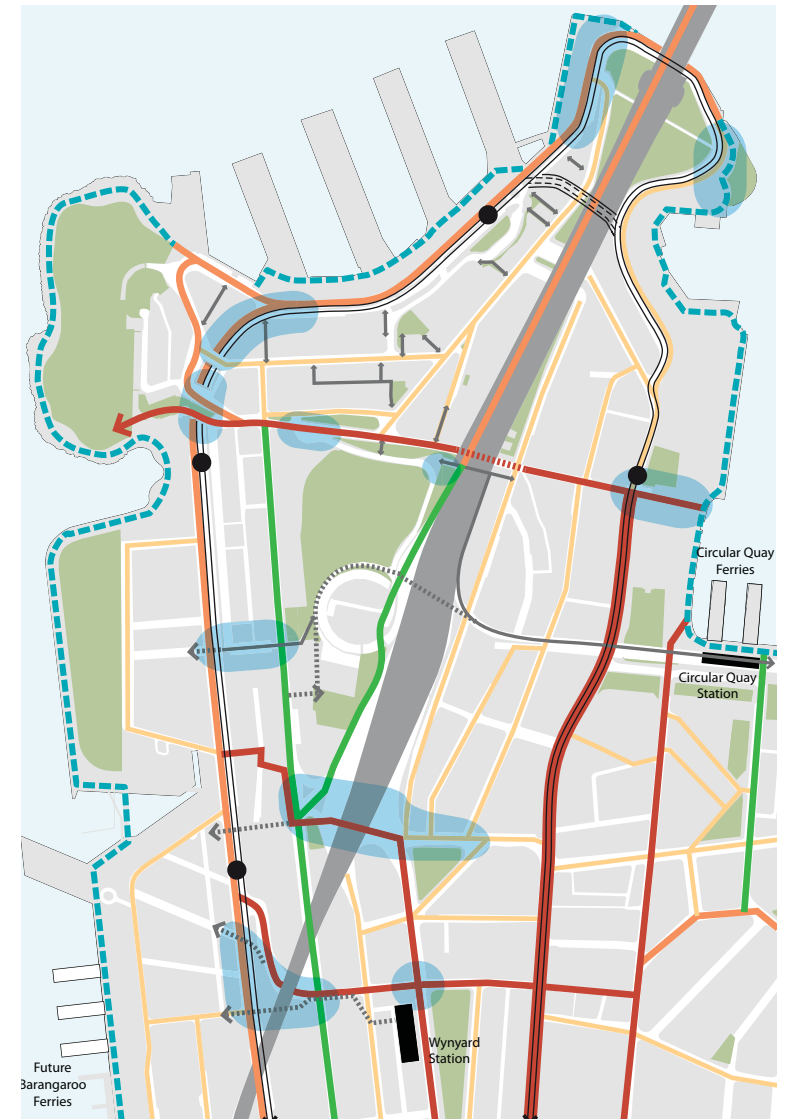 Circular Quay
Ferries
Circular Quay
Station
Wynyard
Station
Future
Barangaroo
Ferries